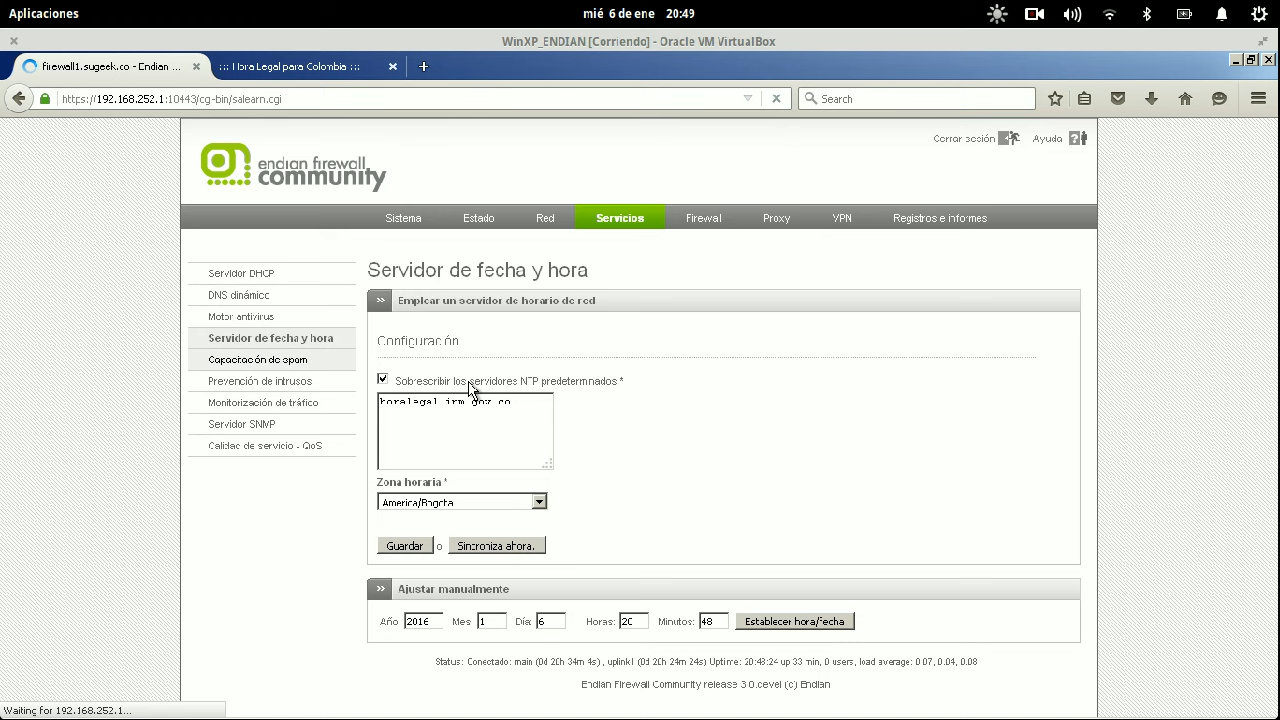 Aplicaciones
mié 6 de ene 20:49
WinXP_ENDIAN [Corriendo] - Oracle VM VirtualBox
firewall1.sugeek.co - Endian ...
::: Hora Legal para Colombia :::
https://192.168.252.1:10443/cgi-bin/salearn.cgi
Search
Cerrar sesión
Ayuda
endian firewall
community
Sistema
Estado
Red
Servicios
Firewall
Proxy
VPN
Registros e informes
Servidor DHCP
DNS dinámico
Motor antivirus
Servidor de fecha y hora
Capacitación de spam
Prevención de intrusos
Monitorización de tráfico
Servidor SNMP
Calidad de servicio - QoS
Servidor de fecha y hora
>> Emplear un servidor de horario de red
Configuración
Sobrescribir los servidores NTP predeterminados *
horalegal.inm.gov.co
Zona horaria *
America/Bogota
Guardar o Sincroniza ahora.
>> Ajustar manualmente
Año 2016 Mes 1 Día: 6 Horas: 20 Minutos: 48 Establecer hora/fecha
Status: Conectado: main (0d 20h 34m 4s) , uplink1 (0d 20h 24m 24s) Uptime: 20:48:24 up 33 min, 0 users, load average: 0.07, 0.04, 0.08
Endian Firewall Community release 3.0.devel (c) Endian
Waiting for 192.168.252.1...